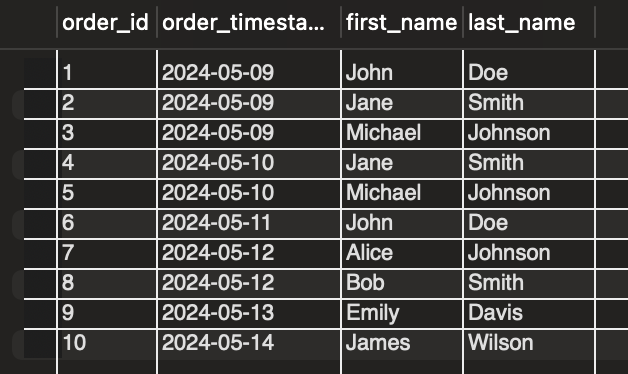 order_id order_timesta... first_name last_name
1 2024-05-09 John Doe
2 2024-05-09 Jane Smith
3 2024-05-09 Michael Johnson
4 2024-05-10 Jane Smith
5 2024-05-10 Michael Johnson
6 2024-05-11 John Doe
7 2024-05-12 Alice Johnson
8 2024-05-12 Bob Smith
9 2024-05-13 Emily Davis
10 2024-05-14 James Wilson